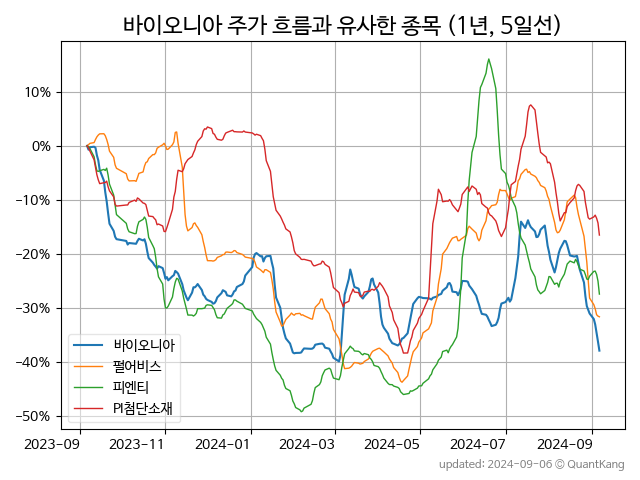 바이오니아 주가 흐름과 유사한 종목 (1년, 5일선)
10%
0%
−10%
−20%
−30%
−40%
−50%
바이오니아
펄어비스
피엔티
PI첨단소재
2023-09
2023-11
2024-01
2024-03
2024-05
2024-07
2024-09
updated: 2024-09-06 © QuantKang